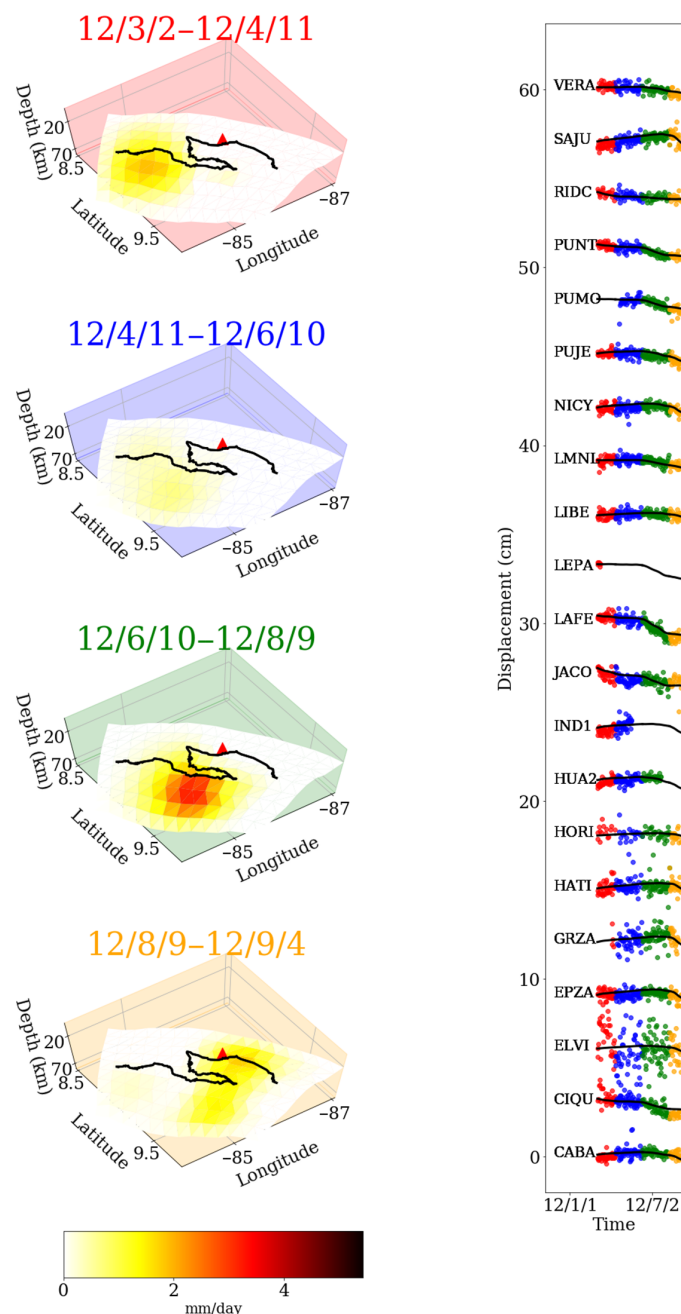 12/3/2–12/4/11
Depth (km)
20
70
8.5
Latitude
9.5
−85
Longitude
−87
12/4/11–12/6/10
Depth (km)
20
70
8.5
Latitude
9.5
−85
Longitude
−87
12/6/10–12/8/9
Depth (km)
20
70
8.5
Latitude
9.5
−85
Longitude
−87
12/8/9–12/9/4
Depth (km)
20
70
8.5
Latitude
9.5
−85
Longitude
−87
0
2
4
mm/day
Displacement (cm)
60
50
40
30
20
10
0
VERA
SAJU
RIDC
PUNT
PUMO
PUJE
NICY
LMNL
LIBE
LEPA
LAFE
JACO
IND1
HUA2
HORI
HATI
GRZA
EPZA
ELVI
CIQU
CABA
12/1/1
12/7/2
Time